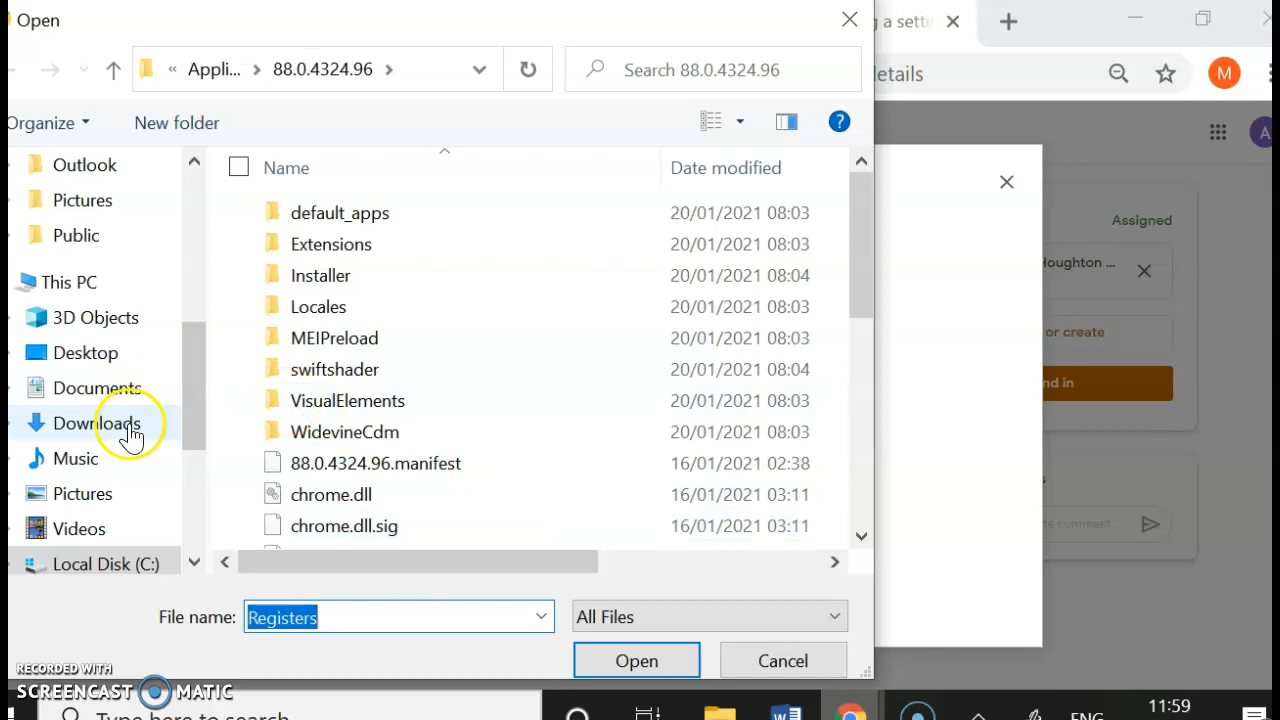 Open
g a setti
« Appli... > 88.0.4324.96 >
Search 88.0.4324.96
details
M
Organize
New folder
?
A
Outlook
Pictures
Public
This PC
3D Objects
Desktop
Documents
Downloads
Music
Pictures
Videos
Local Disk (C:)
Name
Date modified
default_apps 20/01/2021 08:03
Extensions 20/01/2021 08:03
Installer 20/01/2021 08:04
Locales 20/01/2021 08:03
MEIPreload 20/01/2021 08:03
swiftshader 20/01/2021 08:04
VisualElements 20/01/2021 08:03
WidevineCdm 20/01/2021 08:03
88.0.4324.96.manifest 16/01/2021 02:38
chrome.dll 16/01/2021 03:11
chrome.dll.sig 16/01/2021 03:11
Assigned
Houghton ...
or create
nd in
s
te comment
File name: Registers
All Files
Open
Cancel
RECORDED WITH
SCREENCAST MATIC
Type here to search
ENG
11:59